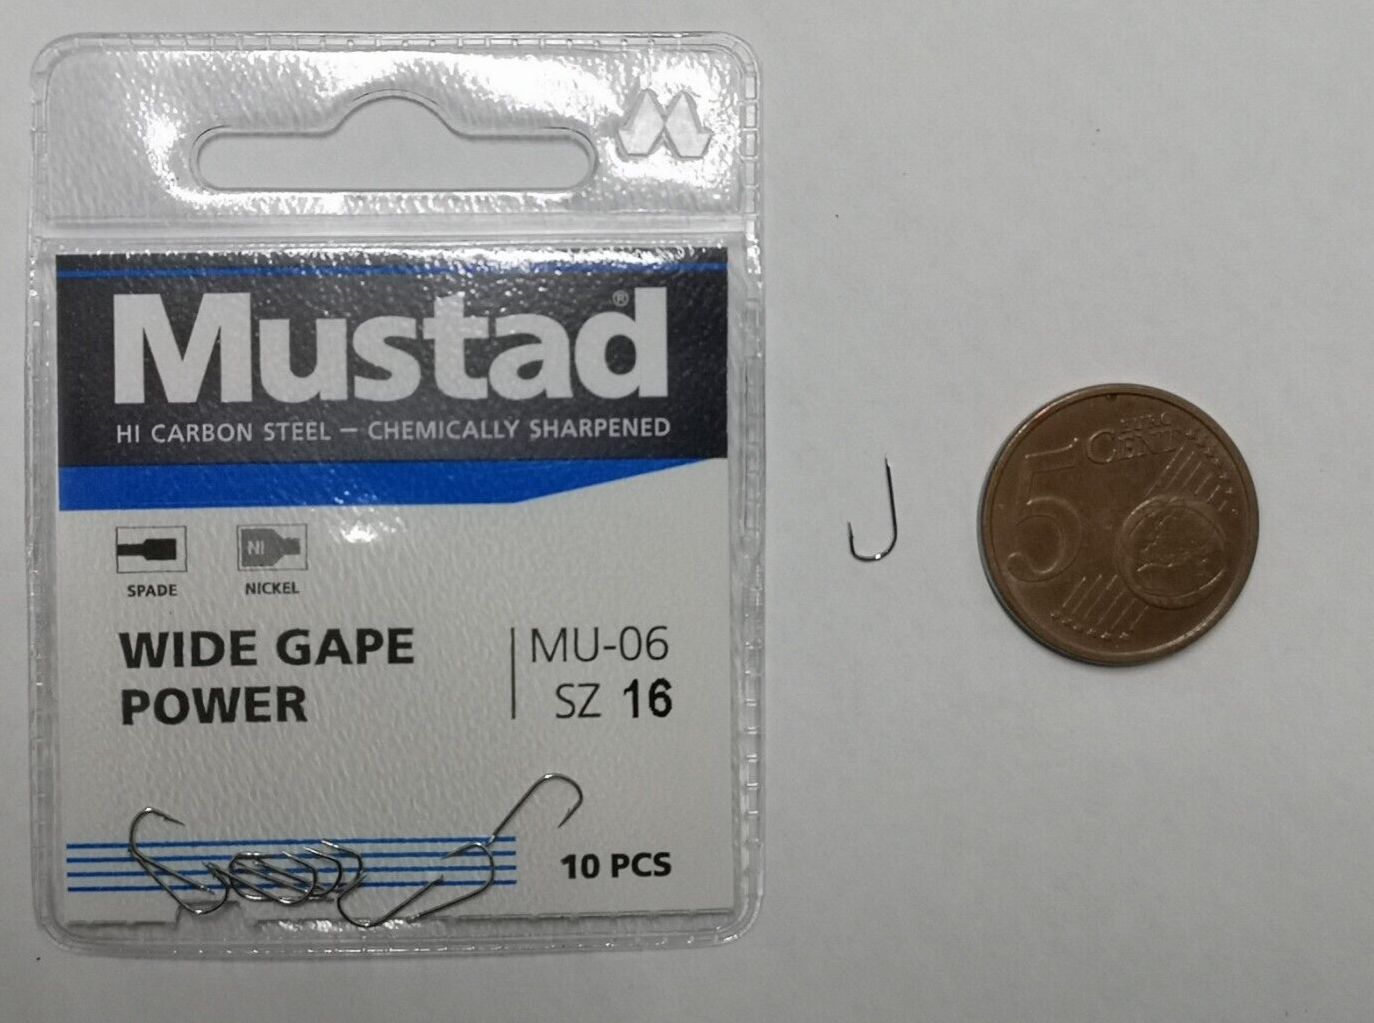 Mustad®
HI CARBON STEEL – CHEMICALLY SHARPENED
NI
SPADE
NICKEL
WIDE GAPE
POWER
MU-06
SZ 16
10 PCS
5
EURO
CENT